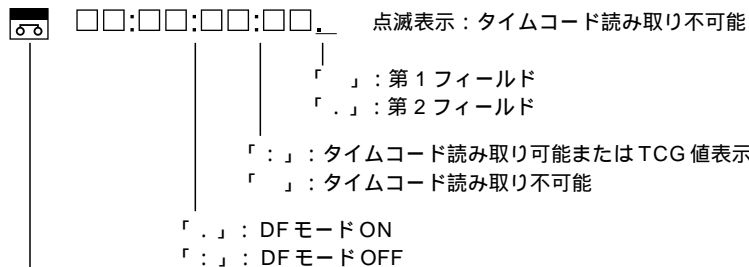 □□:□□:□□:□□. 点滅表示：タイムコード読み取り不可能
「　」：第1フィールド
「．」：第2フィールド
「：」：タイムコード読み取り可能またはTCG値表示
「　」：タイムコード読み取り不可能
「．」：DFモードON
「：」：DFモードOFF